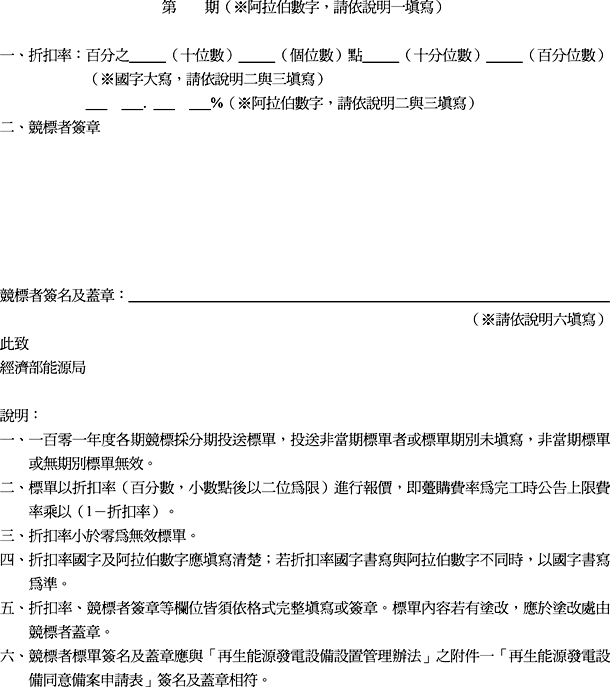 第　　期（※阿拉伯數字，請依說明一填寫）
一、折扣率：百分之_____（十位數）_____（個位數）點_____（十分位數）_____（百分位數）
（※國字大寫，請依說明二與三填寫）
___ ___. ___ ___%（※阿拉伯數字，請依說明二與三填寫）
二、競標者簽章
競標者簽名及蓋章：
（※請依說明六填寫）
此致
經濟部能源局
說明：
一、一百零一年度各期競標採分期投送標單，投送非當期標單者或標單期別未填寫，非當期標單
或無期別標單無效。
二、標單以折扣率（百分數，小數點後以二位爲限）進行報價，即躉購費率爲完工時公告上限費
率乘以（1－折扣率）。
三、折扣率小於零爲無效標單。
四、折扣率國字及阿拉伯數字應填寫清楚；若折扣率國字書寫與阿拉伯數字不同時，以國字書寫
爲準。
五、折扣率、競標者簽章等欄位皆須依格式完整填寫或簽章。標單內容若有塗改，應於塗改處由
競標者蓋章。
六、競標者標單簽名及蓋章應與「再生能源發電設備設置管理辦法」之附件一「再生能源發電設
備同意備案申請表」簽名及蓋章相符。